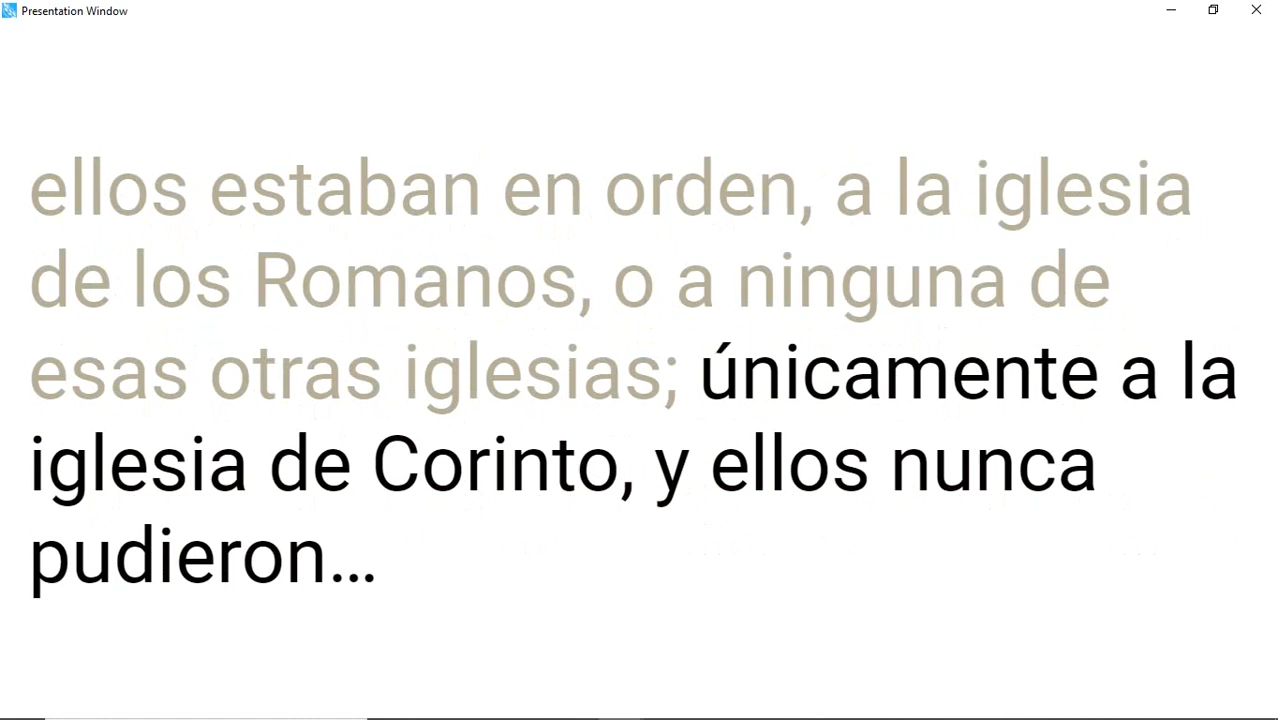 Presentation Window
ellos estaban en orden, a la iglesia
de los Romanos, o a ninguna de
esas otras iglesias; únicamente a la
iglesia de Corinto, y ellos nunca
pudieron…